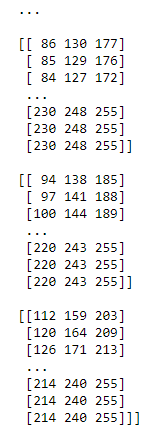 ...
[[ 86 130 177]
[ 85 129 176]
[ 84 127 172]
...
[230 248 255]
[230 248 255]
[230 248 255]]
[[ 94 138 185]
[ 97 141 188]
[100 144 189]
...
[220 243 255]
[220 243 255]
[220 243 255]]
[[112 159 203]
[120 164 209]
[126 171 213]
...
[214 240 255]
[214 240 255]
[214 240 255]]]